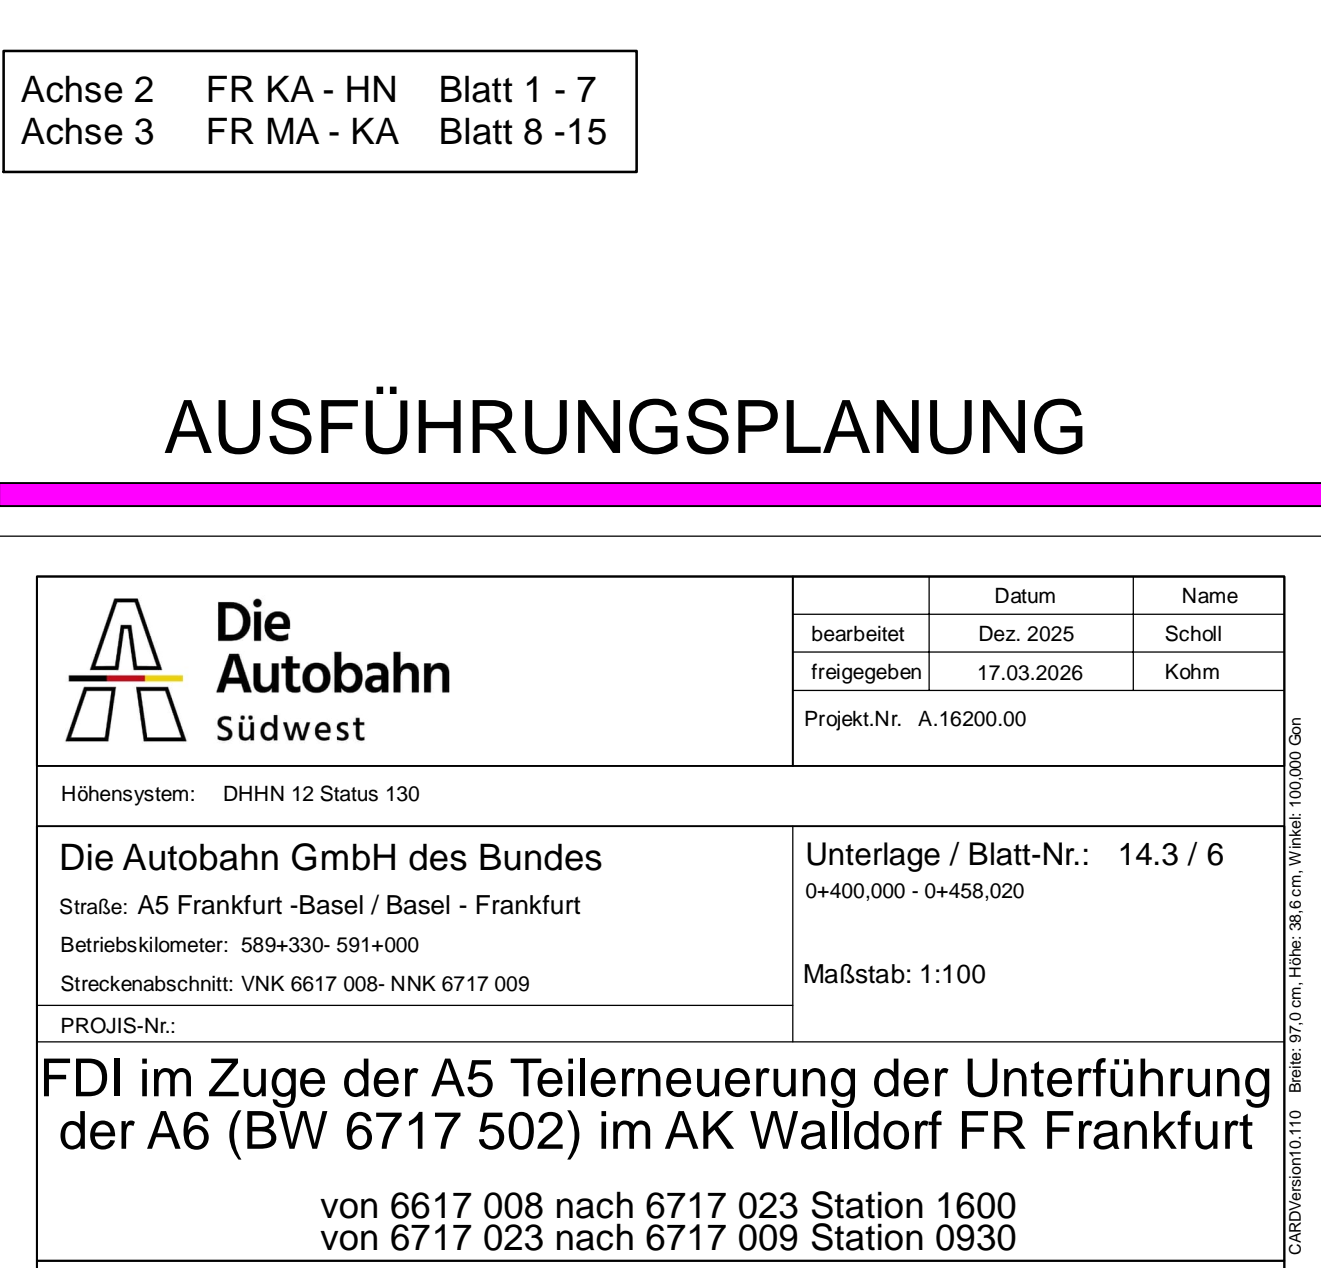 Achse 2 FR KA - HN Blatt 1 - 7
Achse 3 FR MA - KA Blatt 8 -15
AUSFÜHRUNGSPLANUNG
Die
Autobahn
Südwest
Datum Name
bearbeitet Dez. 2025 Scholl
freigegeben 17.03.2026 Kohm
Projekt.Nr. A.16200.00
Höhensystem: DHHN 12 Status 130
Die Autobahn GmbH des Bundes
Straße: A5 Frankfurt -Basel / Basel - Frankfurt
Betriebskilometer: 589+330- 591+000
Streckenabschnitt: VNK 6617 008- NNK 6717 009
PROJIS-Nr.:
Unterlage / Blatt-Nr.: 14.3 / 6
0+400,000 - 0+458,020
Maßstab: 1:100
FDI im Zuge der A5 Teilerneuerung der Unterführung
der A6 (BW 6717 502) im AK Walldorf FR Frankfurt
von 6617 008 nach 6717 023 Station 1600
von 6717 023 nach 6717 009 Station 0930
CARDVersion10.110 Breite: 97,0 cm, Höhe: 38,6 cm, Winkel: 100,000 Gon